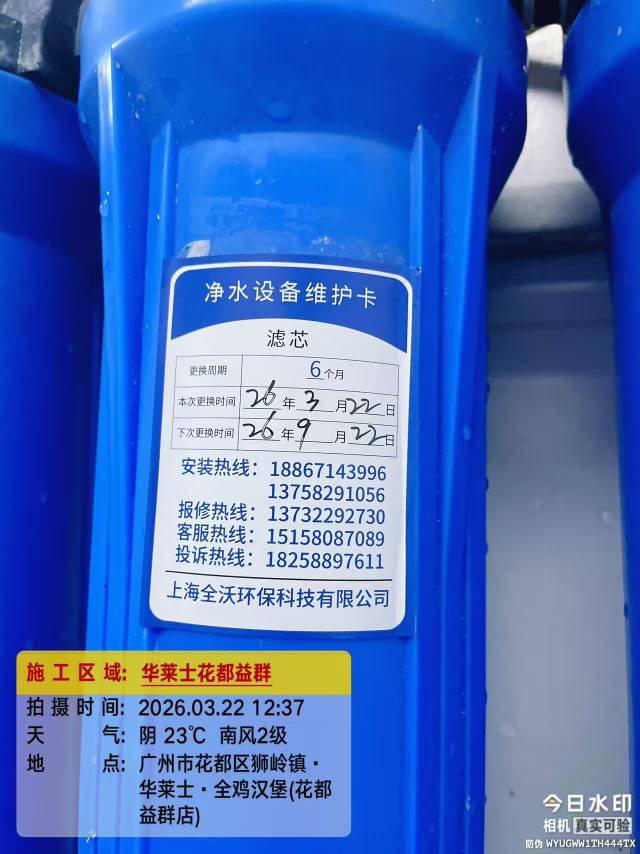 净水设备维护卡
滤芯
更换周期 6个月
本次更换时间 26年3月22日
下次更换时间 26年9月22日
安装热线：18867143996
13758291056
报修热线：13732292730
客服热线：15158087089
投诉热线：18258897611
上海全沃环保科技有限公司
施工区域：华莱士花都益群
拍摄时间：2026.03.22 12:37
天气：阴 23℃ 南风2级
地点：广州市花都区狮岭镇·
华莱士·全鸡汉堡(花都
益群店)
今日水印
相机 真实可验
防伪 WYUGWW1TH444TX